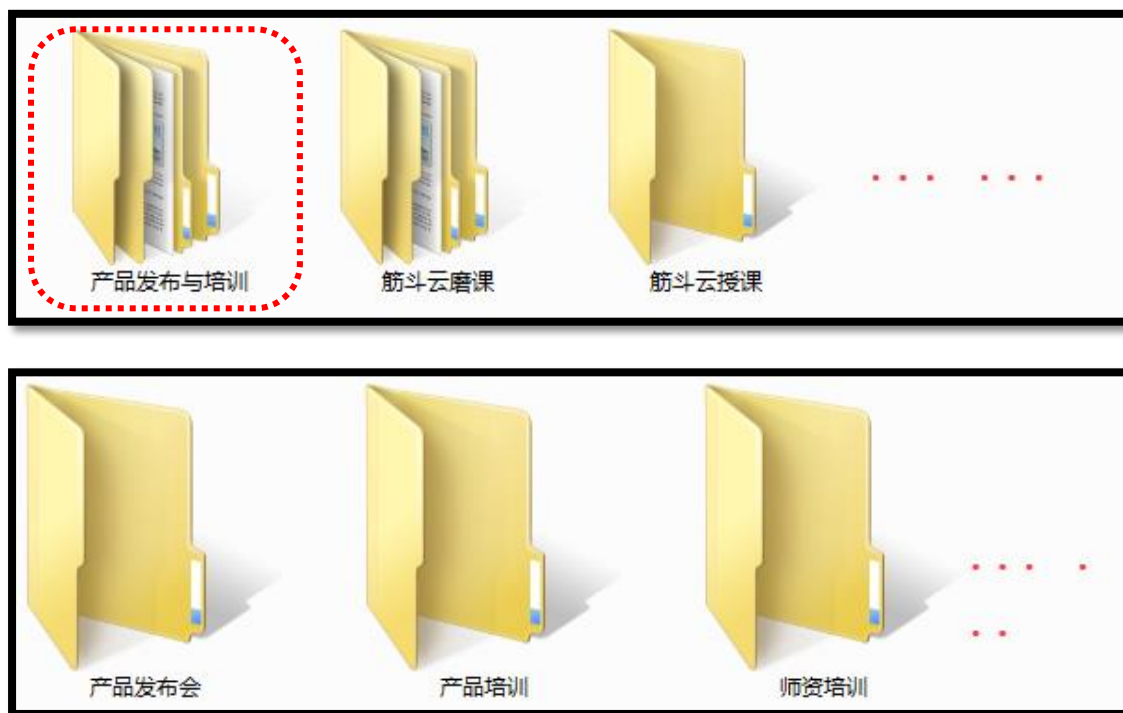 产品发布与培训
筋斗云磨课
筋斗云授课
... ...
产品发布会
产品培训
师资培训
... .
..